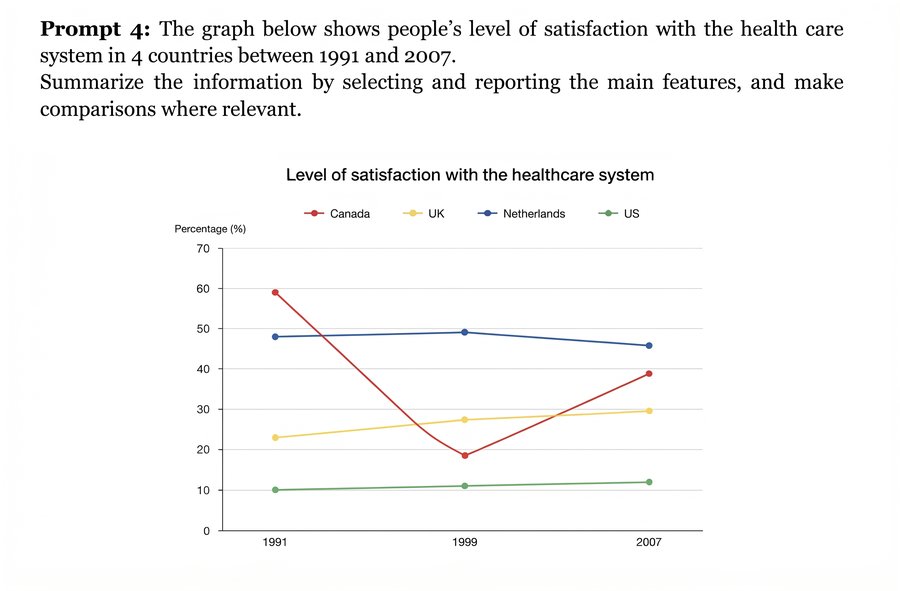 Prompt 4: The graph below shows people’s level of satisfaction with the health care
system in 4 countries between 1991 and 2007.
Summarize the information by selecting and reporting the main features, and make
comparisons where relevant.
Level of satisfaction with the healthcare system
Canada UK Netherlands US
Percentage (%)
70
60
50
40
30
20
10
0
1991 1999 2007